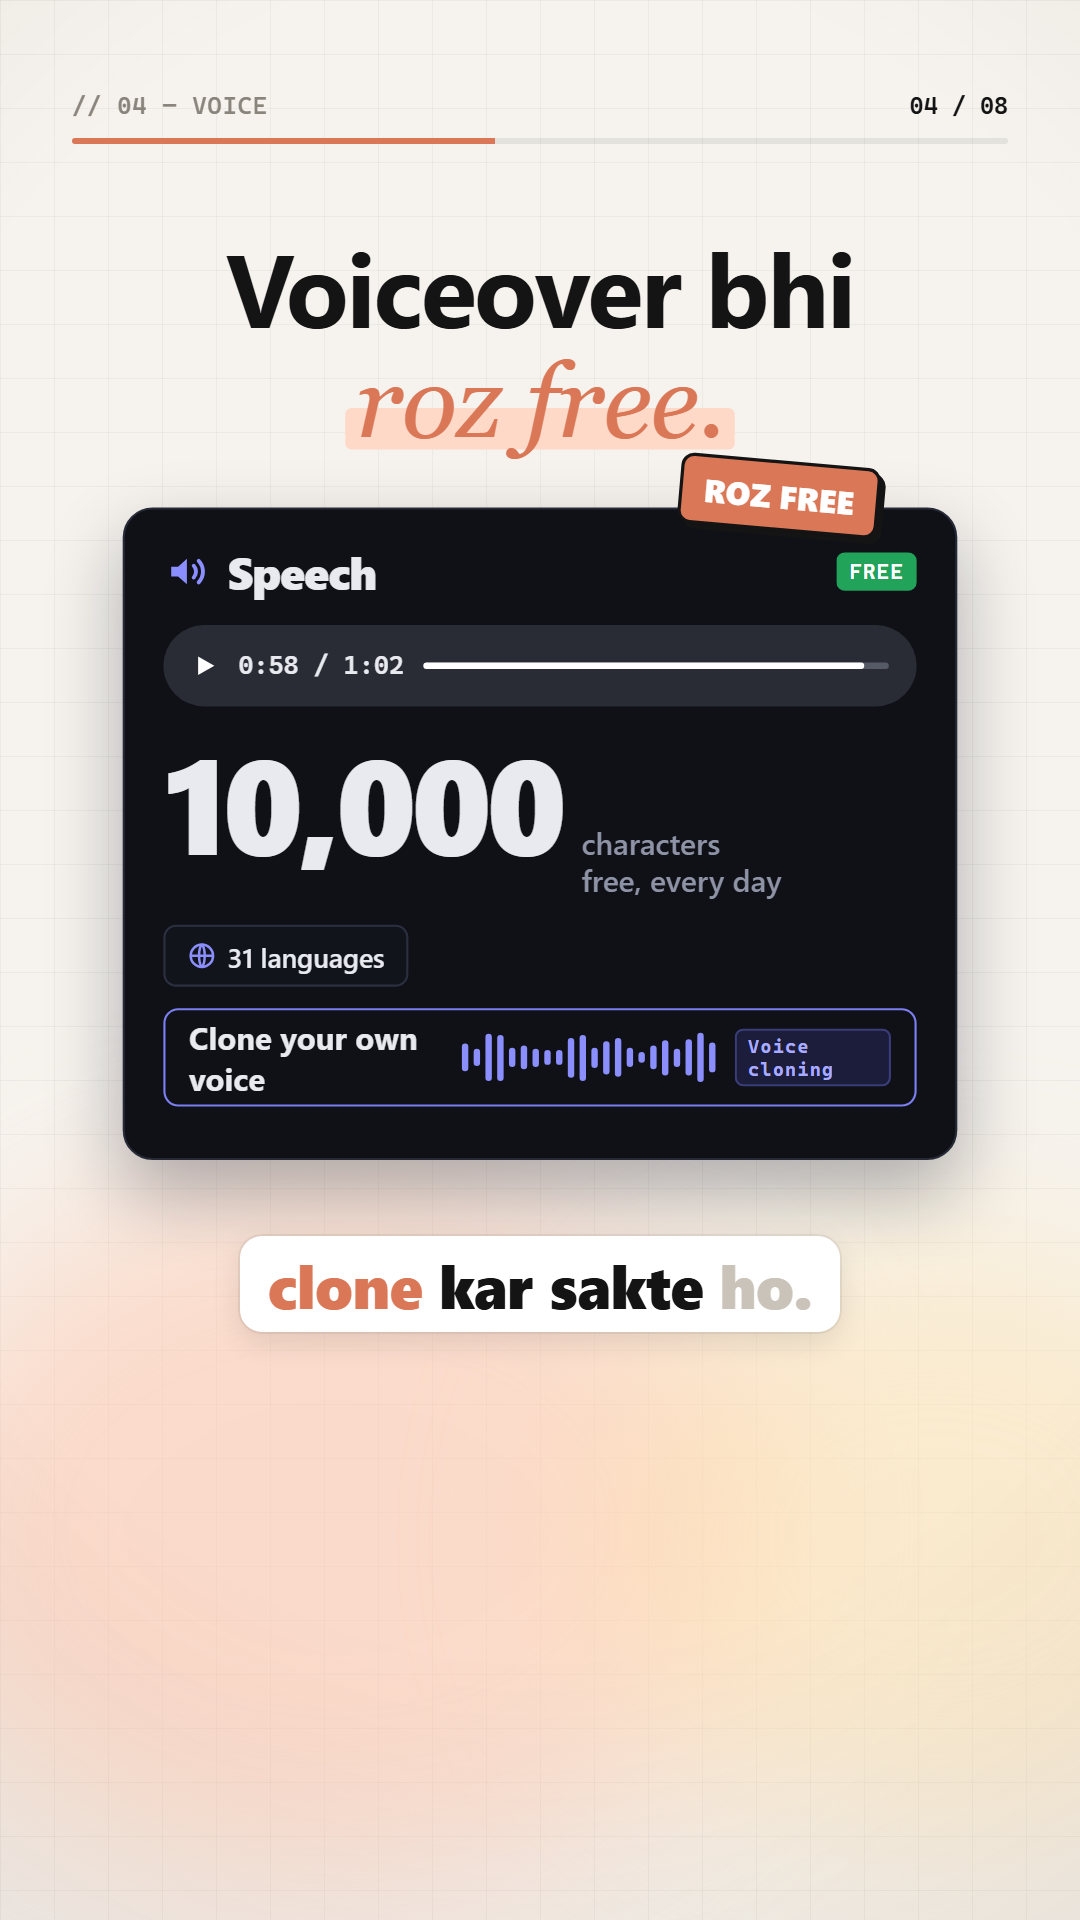 // 04 – VOICE
04 / 08
Voiceover bhi
roz free.
ROZ FREE
Speech
FREE
0:58 / 1:02
10,000
characters
free, every day
31 languages
Clone your own
voice
Voice
cloning
clone kar sakte ho.